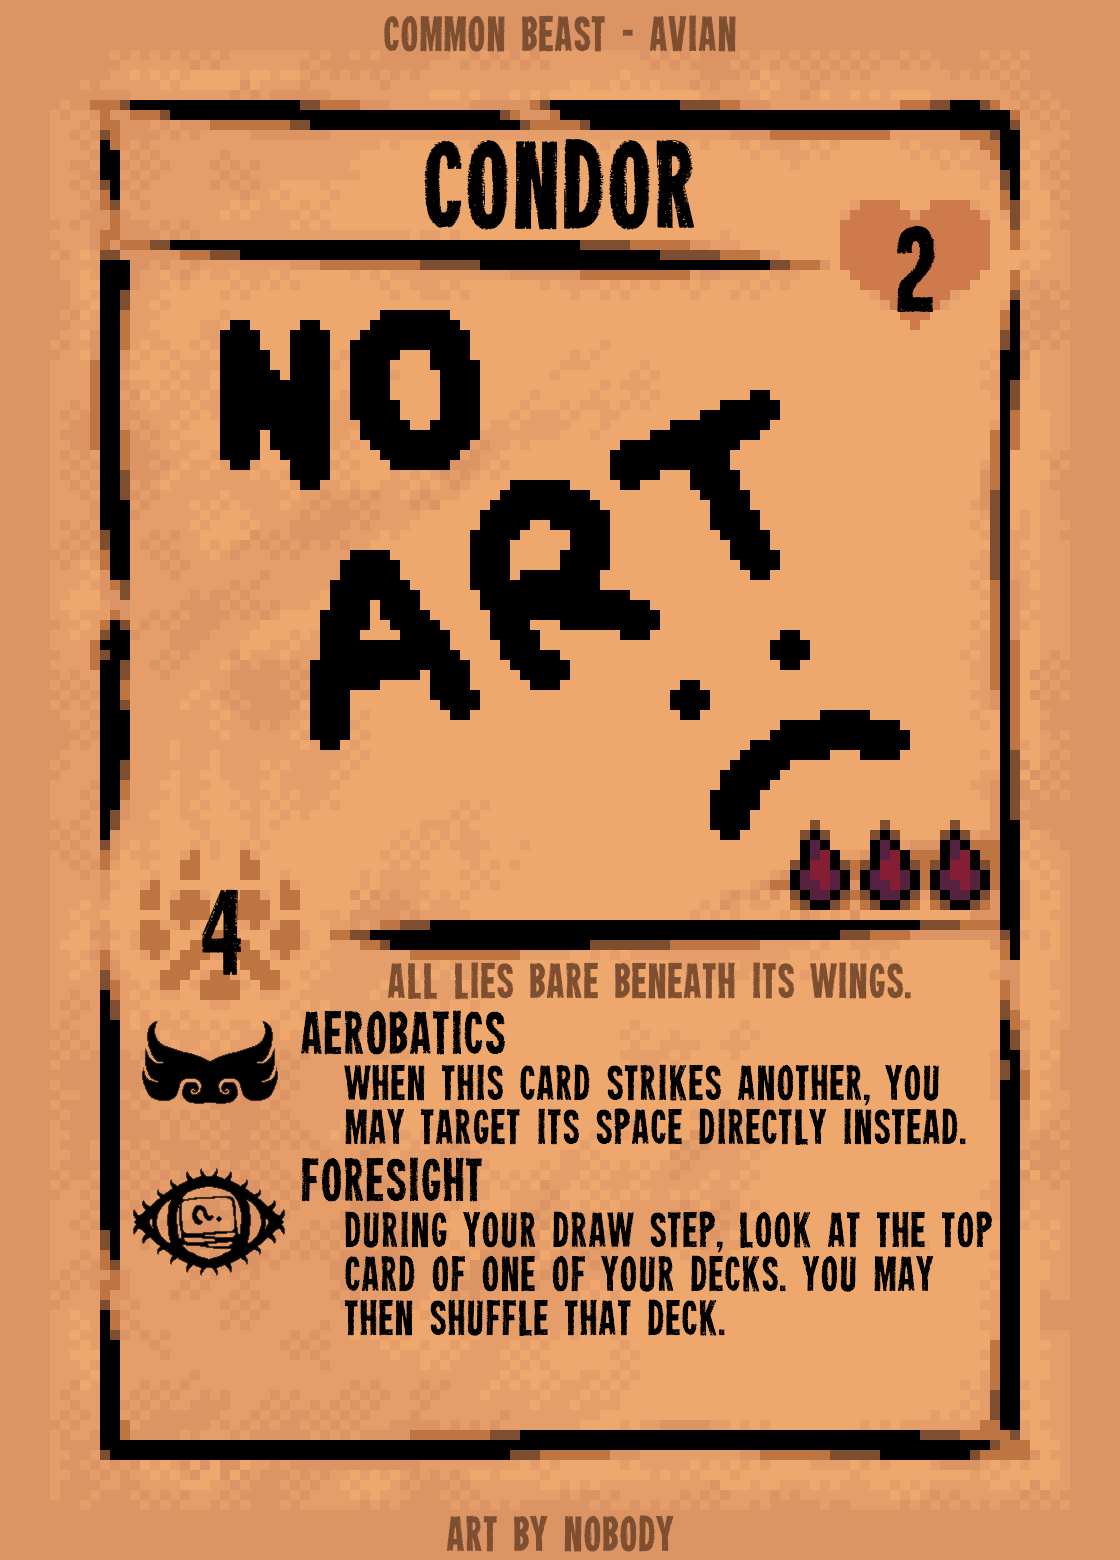 COMMON BEAST - AVIAN
CONDOR
2
NO
ART :(
4
ALL LIES BARE BENEATH ITS WINGS.
AEROBATICS
WHEN THIS CARD STRIKES ANOTHER, YOU
MAY TARGET ITS SPACE DIRECTLY INSTEAD.
FORESIGHT
?
DURING YOUR DRAW STEP, LOOK AT THE TOP
CARD OF ONE OF YOUR DECKS. YOU MAY
THEN SHUFFLE THAT DECK.
ART BY NOBODY